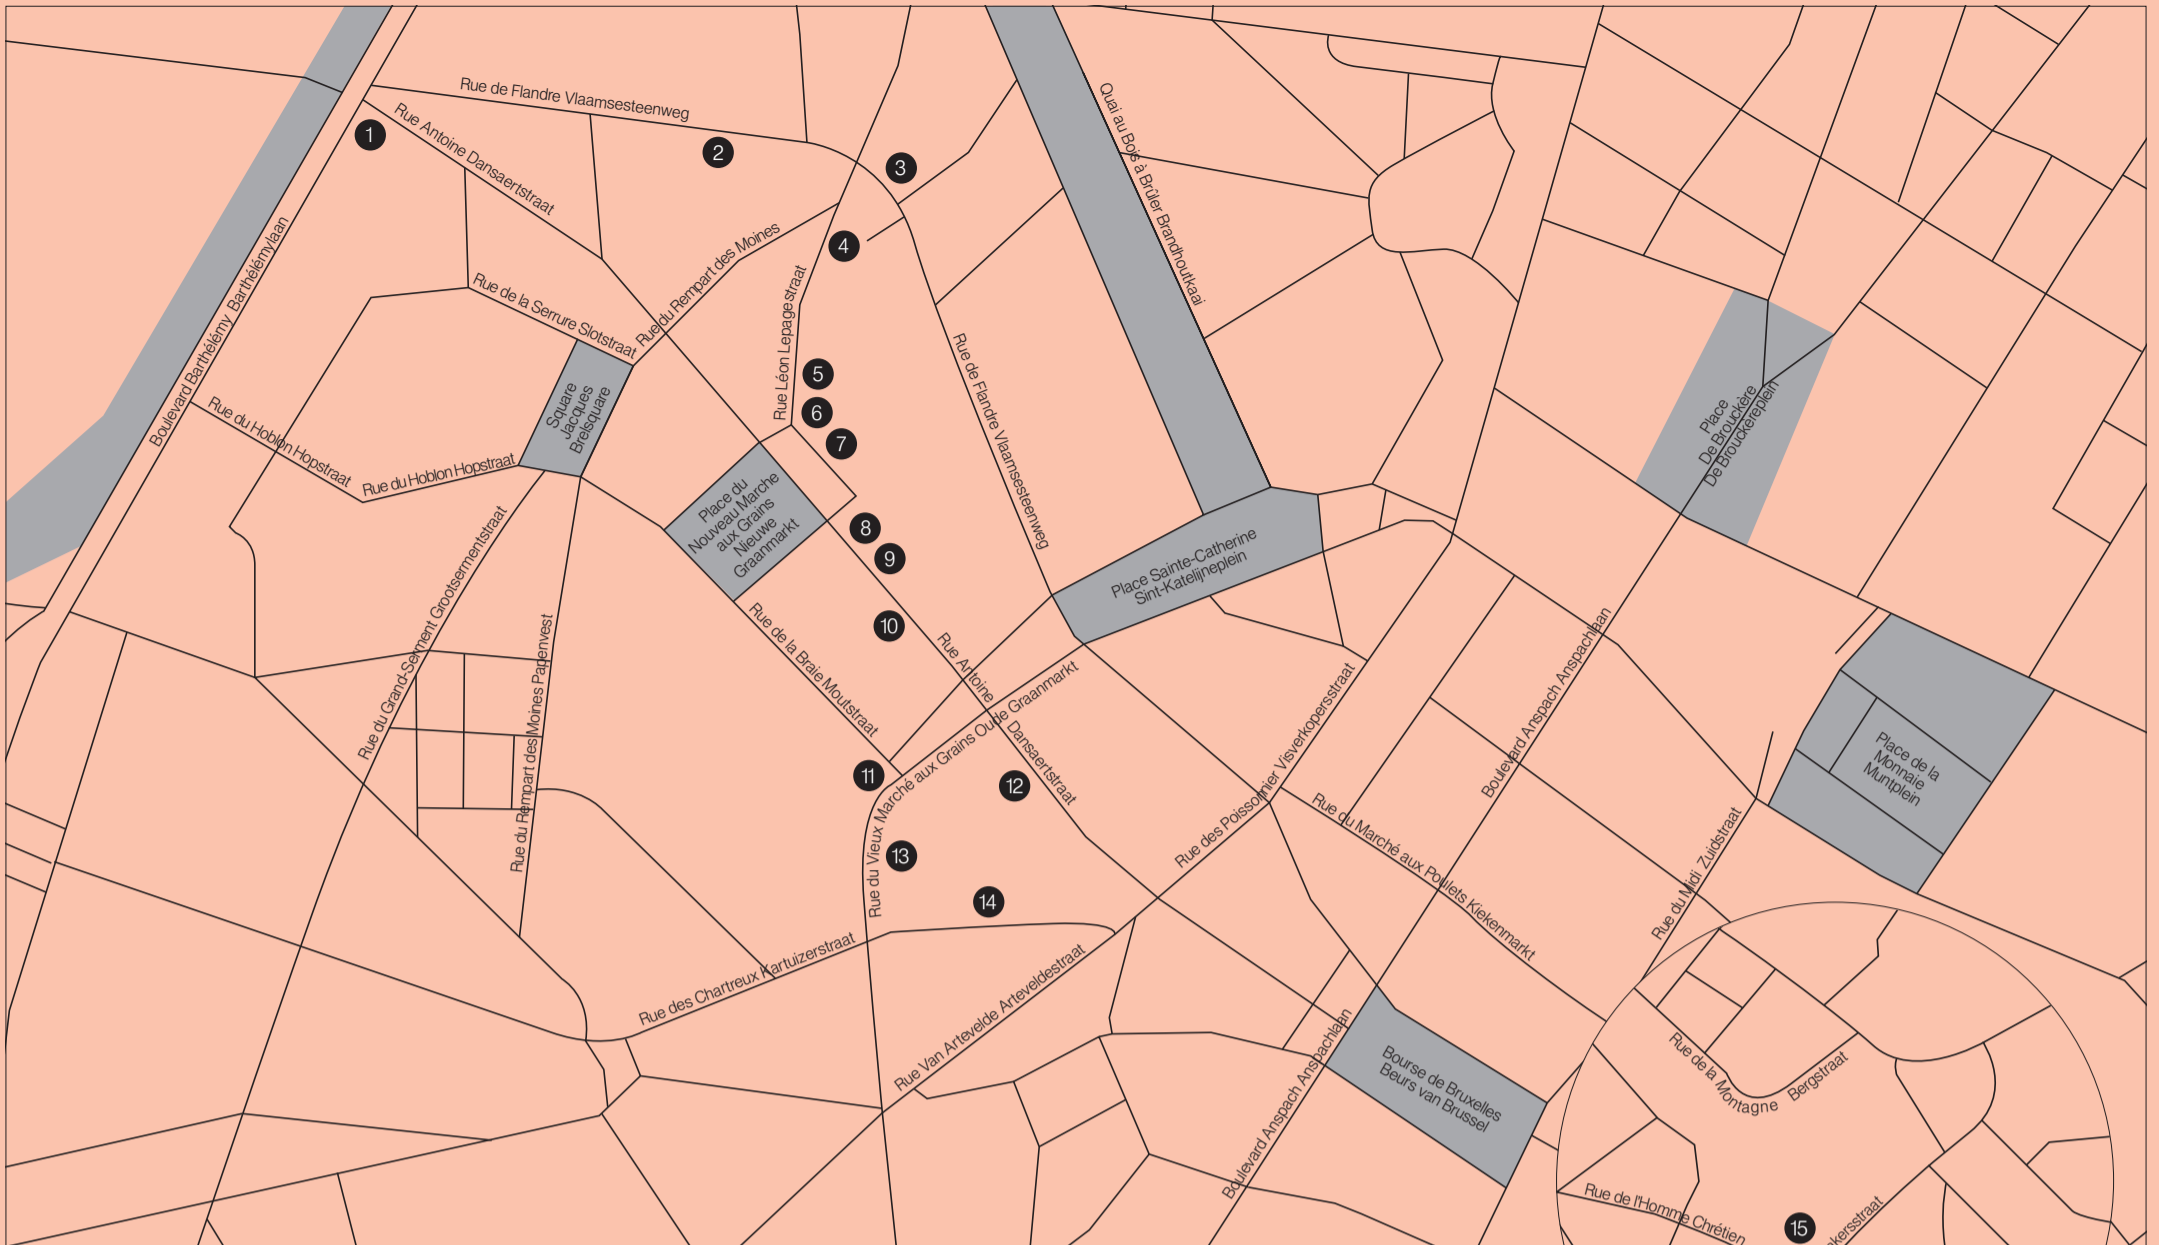 Rue de Flandre Vlaamsesteenweg
1
Rue Antoine Dansaertstraat
2
3
Quai au Bois à Brûler Brandhoutkaai
Boulevard Barthélémy Barthélémylaan
Rue du Rempart des Moines
4
Rue de la Serrure Slotstraat
Rue Léon Lepagestraat
Rue de Flandre Vlaamsesteenweg
5
6
7
Square
Jacques
Brelsquare
Place
De Brouckère
De Brouckèreplein
Rue du Hoblon Hopstraat
Rue du Hoblon Hopstraat
Place du
Nouveau Marche
aux Grains
Nieuwe
Graanmarkt
8
9
10
Place Sainte-Catherine
Sint-Katelijneplein
Rue du Grand-Serment Grootsermentstraat
Rue du Rempart des Moines Papenvest
Rue de la Braie Moutstraat
Rue Antoine Dansaertstraat
Boulevard Anspach Anspachlaan
11
Rue du Vieux Marché aux Grains Oude Graanmarkt
12
13
14
Rue des Poissonnier Visverkopersstraat
Rue du Marché aux Poulets Kiekenmarkt
Place de la
Monnaie
Muntplein
Rue du Midi Zuidstraat
Rue des Chartreux Kartuizerstraat
Rue Van Artevelde Arteveldestraat
Boulevard Anspach Anspachlaan
Bourse de Bruxelles
Beurs van Brussel
Rue de la Montagne Bergstraat
Rue de l'Homme Chrétien
15
kersstraat